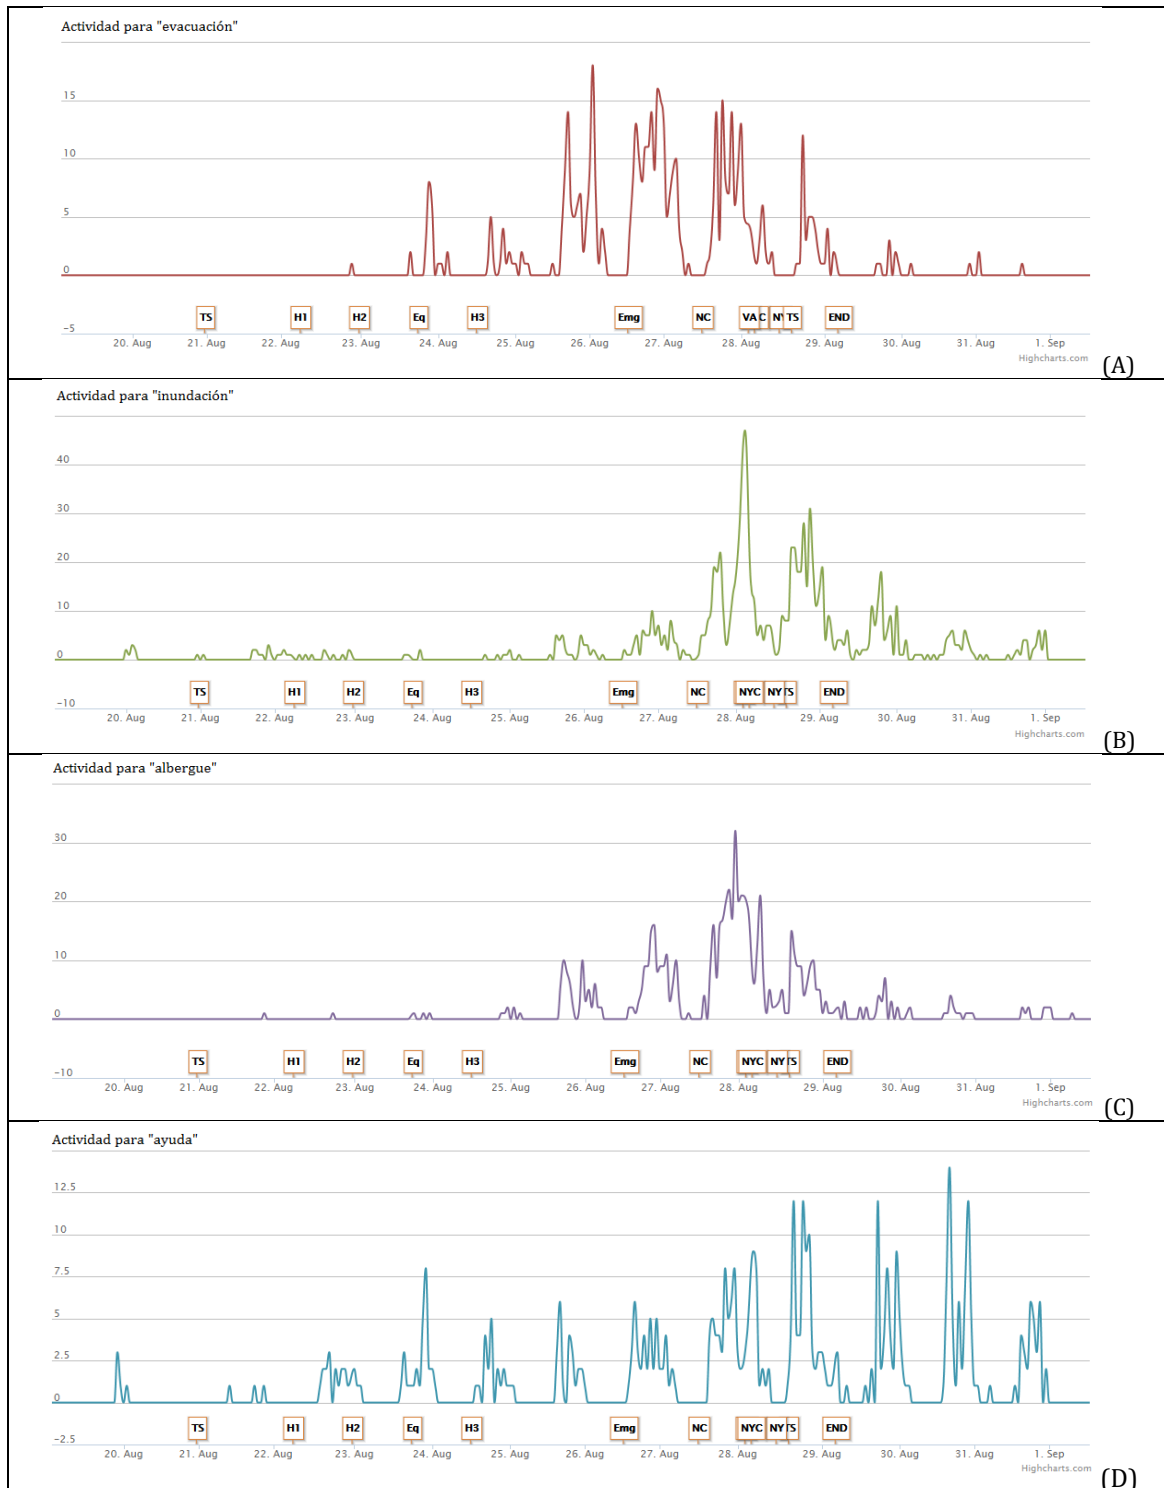 Actividad para "evacuación"
15
10
5
0
-5
TS H1 H2 Eq H3 Emg NC VA C NY TS END
20. Aug 21. Aug 22. Aug 23. Aug 24. Aug 25. Aug 26. Aug 27. Aug 28. Aug 29. Aug 30. Aug 31. Aug 1. Sep
Highcharts.com
(A)
Actividad para "inundación"
40
30
20
10
0
-10
TS H1 H2 Eq H3 Emg NC NYC NY TS END
20. Aug 21. Aug 22. Aug 23. Aug 24. Aug 25. Aug 26. Aug 27. Aug 28. Aug 29. Aug 30. Aug 31. Aug 1. Sep
Highcharts.com
(B)
Actividad para "albergue"
30
20
10
0
-10
TS H1 H2 Eq H3 Emg NC NYC NY TS END
20. Aug 21. Aug 22. Aug 23. Aug 24. Aug 25. Aug 26. Aug 27. Aug 28. Aug 29. Aug 30. Aug 31. Aug 1. Sep
Highcharts.com
(C)
Actividad para "ayuda"
12.5
10
7.5
5
2.5
0
-2.5
TS H1 H2 Eq H3 Emg NC NYC NY TS END
20. Aug 21. Aug 22. Aug 23. Aug 24. Aug 25. Aug 26. Aug 27. Aug 28. Aug 29. Aug 30. Aug 31. Aug 1. Sep
Highcharts.com
(D)